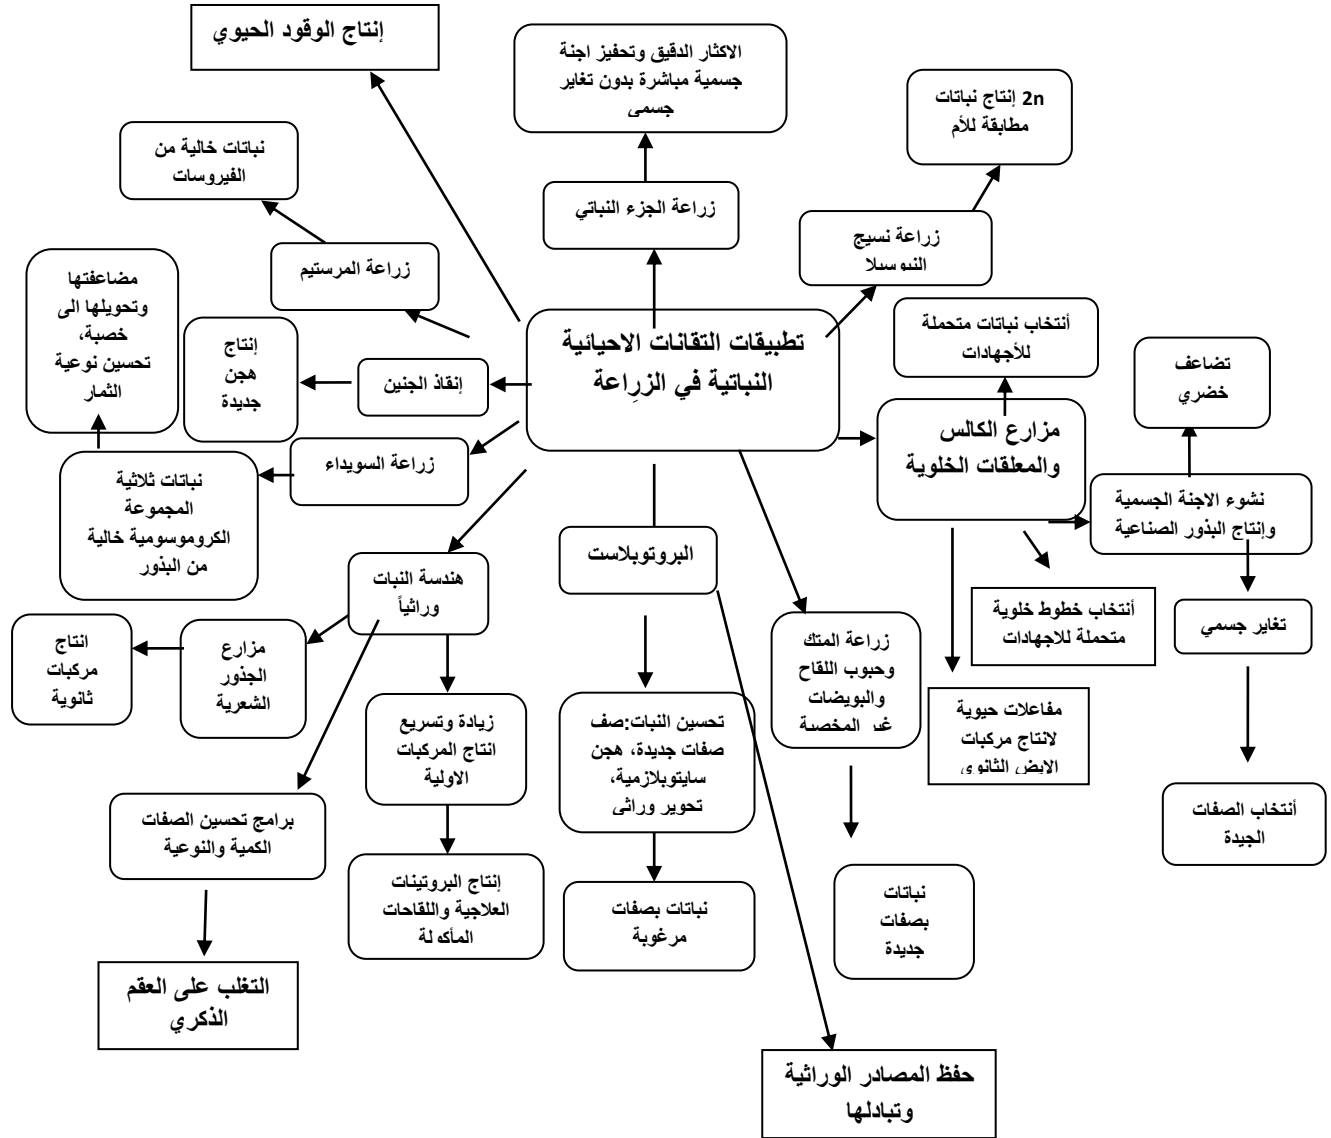 إنتاج الوقود الحيوي
الاكثار الدقيق وتحفيز اجنة
جسمية مباشرة بدون تغاير
جسمي
2n إنتاج نباتات
مطابقة للأم
نباتات خالية من
الفيروسات
زراعة الجزء النباتي
زراعة نسيج
النيوسيلا
زراعة المرستيم
مضاعفتها
وتحويلها الى
خصبة،
تحسين نوعية
الثمار
أنتخاب نباتات متحملة
للأجهادات
تطبيقات التقانات الاحيائية
النباتية في الزرِاعة
إنتاج
هجن
جديدة
إنقاذ الجنين
تضاعف
خضري
مزارع الكالس
والمعلقات الخلوية
زراعة السويداء
نباتات ثلاثية
المجموعة
الكروموسومية خالية
من البذور
نشوء الاجنة الجسمية
وإنتاج البذور الصناعية
البروتوبلاست
هندسة النبات
وراثياً
أنتخاب خطوط خلوية
متحملة للاجهادات
تغاير جسمي
زراعة المتك
وحبوب اللقاح
والبويضات
غير المخصبة
مزارع
الجذور
الشعرية
انتاج
مركبات
ثانوية
مفاعلات حيوية
لانتاج مركبات
الايض الثانوي
تحسين النبات:صف
صفات جديدة، هجن
سايتوبلازمية،
تحوير وراثي
زيادة وتسريع
انتاج المركبات
الاولية
برامج تحسين الصفات
الكمية والنوعية
أنتخاب الصفات
الجيدة
إنتاج البروتينات
العلاجية واللقاحات
المأكولة
نباتات بصفات
مرغوبة
نباتات
بصفات
جديدة
التغلب على العقم
الذكري
حفظ المصادر الوراثية
وتبادلها